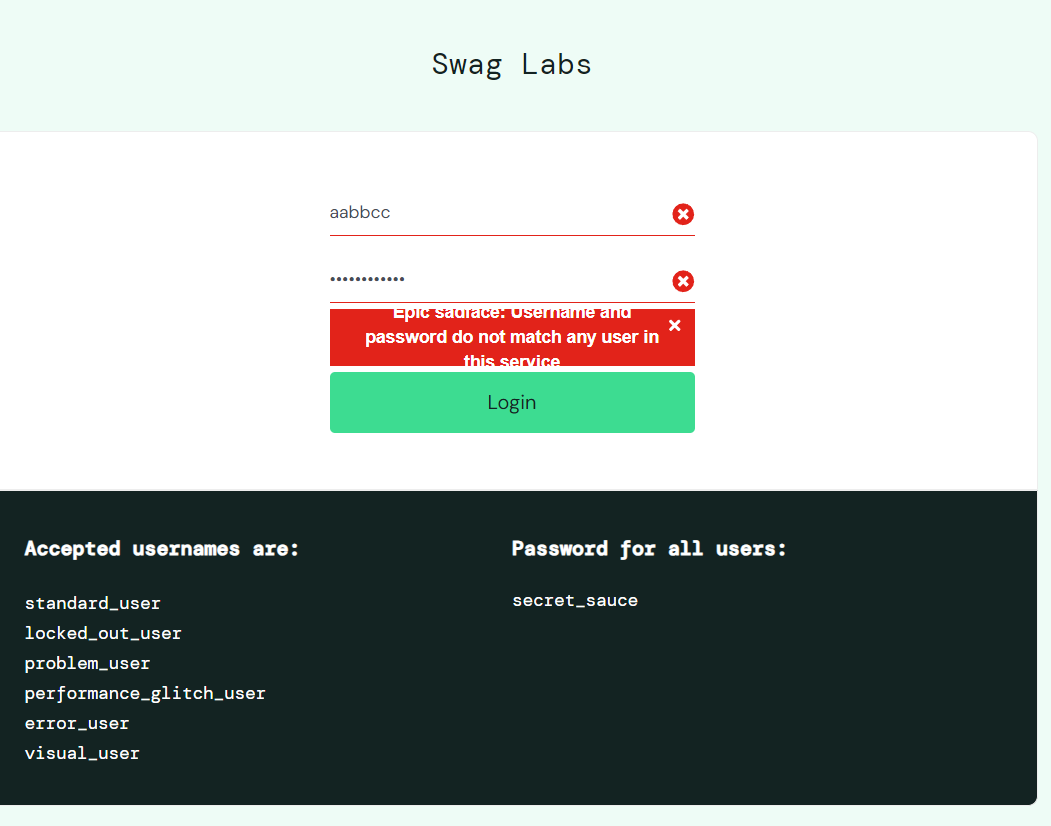 Swag Labs
aabbcc
••••••••••••
Epic sadface: Username and
password do not match any user in
this service
Login
Accepted usernames are:
standard_user
locked_out_user
problem_user
performance_glitch_user
error_user
visual_user
Password for all users:
secret_sauce